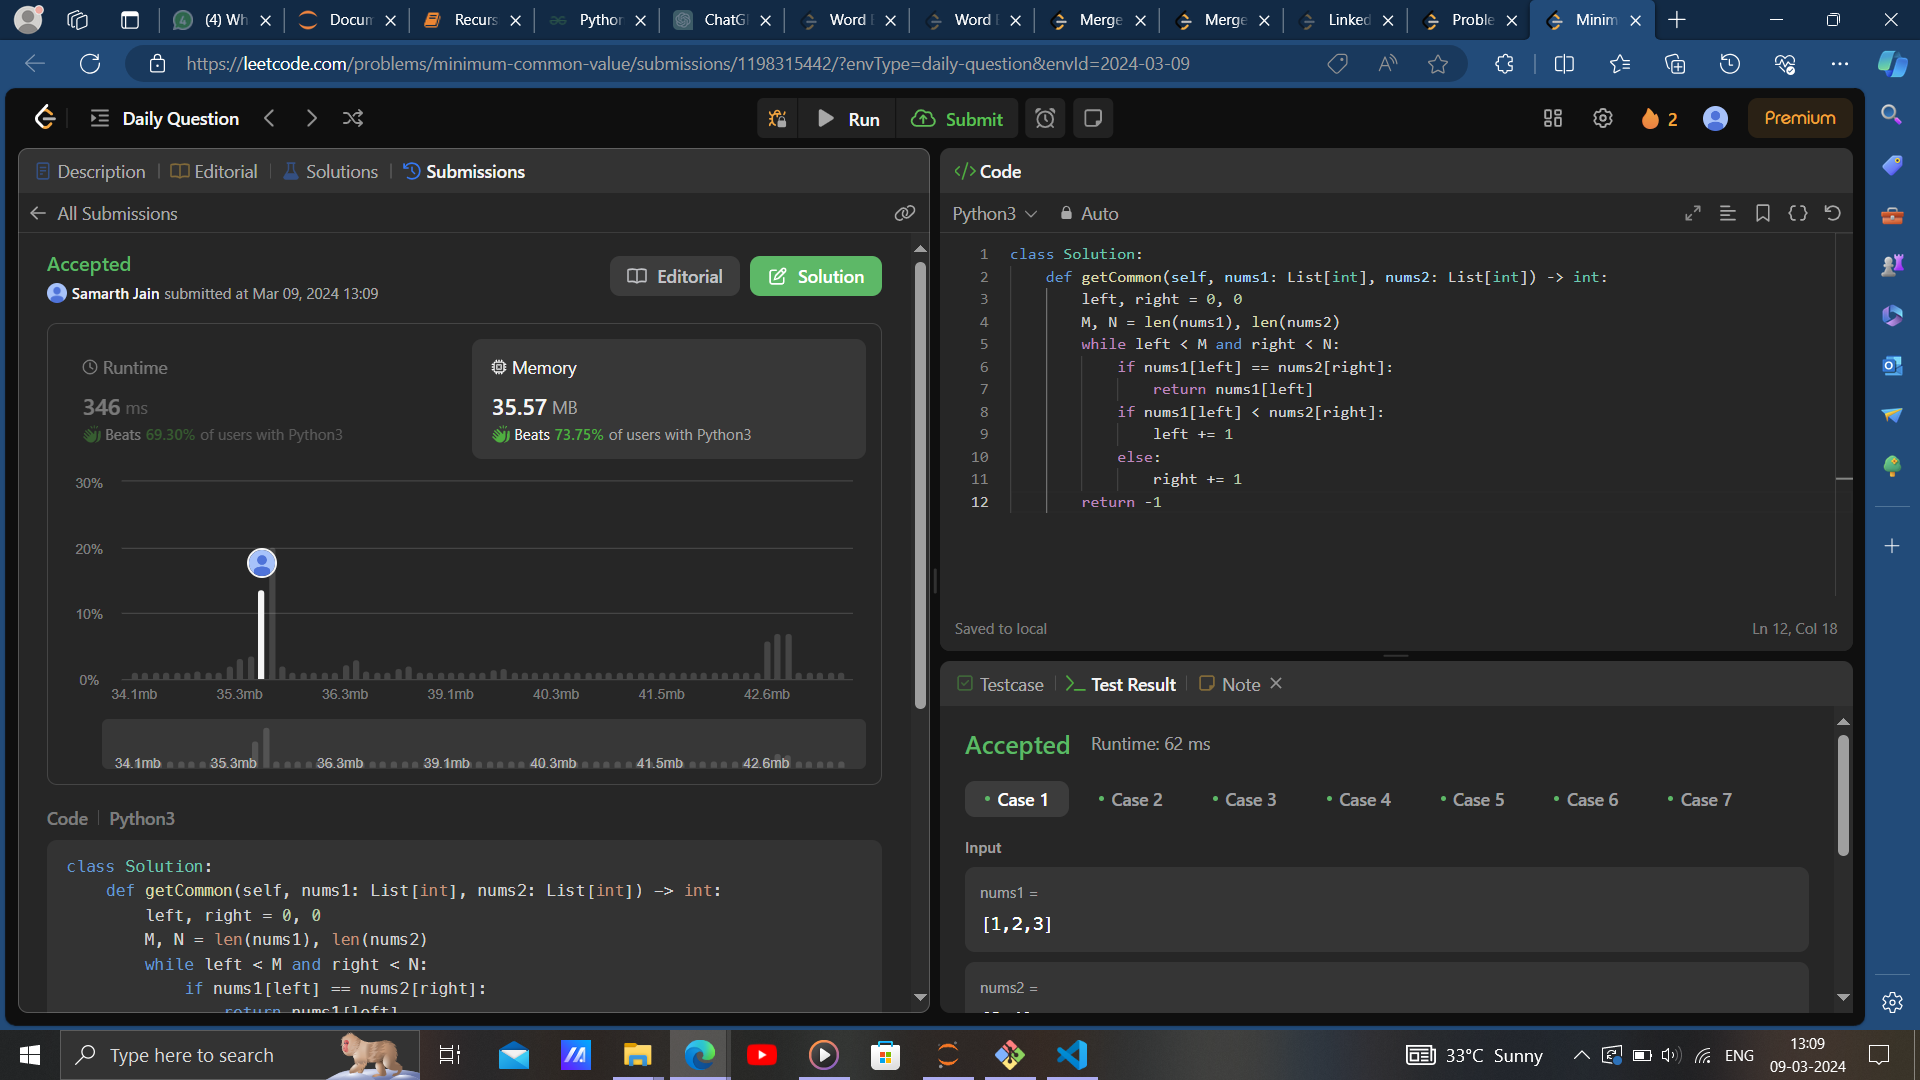 (4) Wh
Docum
Recurs
Python
ChatG
Word
Word
Merge
Merge
Linked
Proble
Minim
https://leetcode.com/problems/minimum-common-value/submissions/1198315442/?envType=daily-question&envId=2024-03-09
Daily Question
Run
Submit
2
Premium
Description
Editorial
Solutions
Submissions
All Submissions
Accepted
Samarth Jain submitted at Mar 09, 2024 13:09
Editorial
Solution
Runtime
346 ms
Beats 69.30% of users with Python3
Memory
35.57 MB
Beats 73.75% of users with Python3
30%
20%
10%
0%
34.1mb 35.3mb 36.3mb 39.1mb 40.3mb 41.5mb 42.6mb
34.1mb 35.3mb 36.3mb 39.1mb 40.3mb 41.5mb 42.6mb
Code Python3
class Solution:
def getCommon(self, nums1: List[int], nums2: List[int]) -> int:
left, right = 0, 0
M, N = len(nums1), len(nums2)
while left < M and right < N:
if nums1[left] == nums2[right]:
return nums1[left]
</> Code
Python3
Auto
1 class Solution:
2 def getCommon(self, nums1: List[int], nums2: List[int]) -> int:
3 left, right = 0, 0
4 M, N = len(nums1), len(nums2)
5 while left < M and right < N:
6 if nums1[left] == nums2[right]:
7 return nums1[left]
8 if nums1[left] < nums2[right]:
9 left += 1
10 else:
11 right += 1
12 return -1
Saved to local
Ln 12, Col 18
Testcase
Test Result
Note
Accepted Runtime: 62 ms
Case 1 Case 2 Case 3 Case 4 Case 5 Case 6 Case 7
Input
nums1 =
[1,2,3]
nums2 =
Type here to search
33°C Sunny
ENG
13:09
09-03-2024